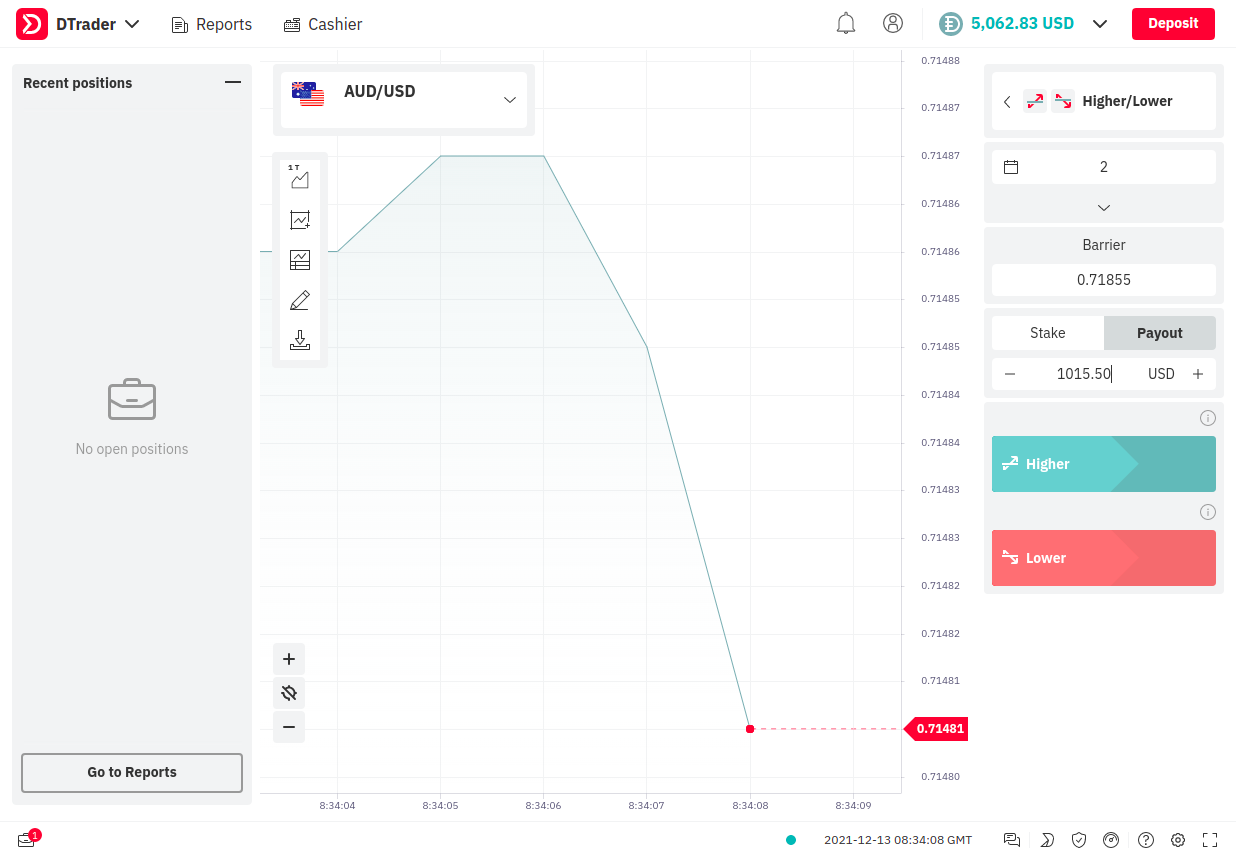 DTrader
Reports
Cashier
5,062.83 USD
Deposit
Recent positions
No open positions
Go to Reports
AUD/USD
1 T
0.71488
0.71487
0.71487
0.71486
0.71486
0.71485
0.71485
0.71484
0.71484
0.71483
0.71483
0.71482
0.71482
0.71481
0.71481
0.71480
8:34:04
8:34:05
8:34:06
8:34:07
8:34:08
8:34:09
Higher/Lower
2
Barrier
0.71855
Stake
Payout
1015.50
USD
Higher
Lower
1
2021-12-13 08:34:08 GMT